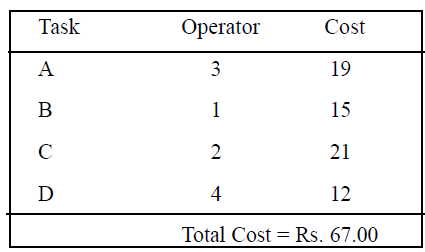 Task Operator Cost
A 3 19
B 1 15
C 2 21
D 4 12
Total Cost = Rs. 67.00